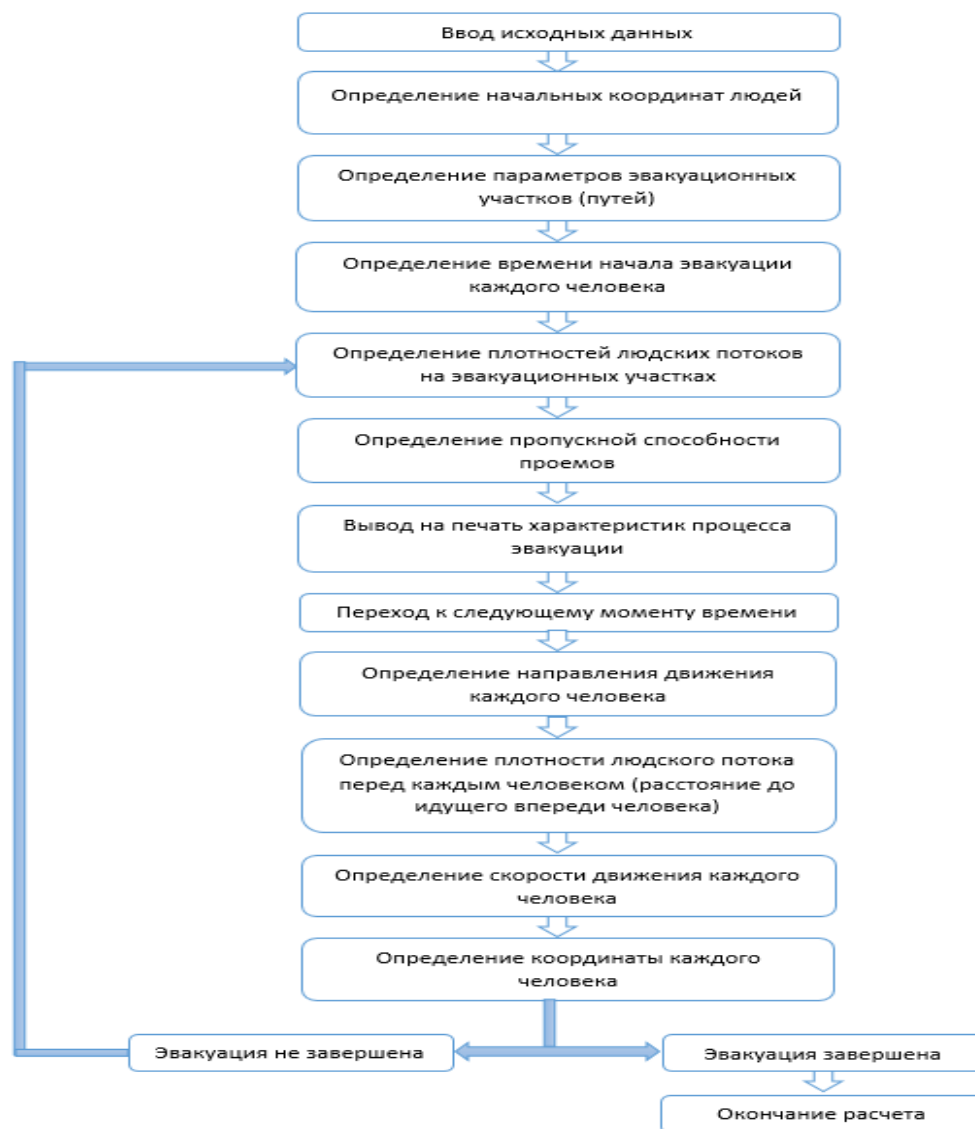 Ввод исходных данных
Определение начальных координат людей
Определение параметров эвакуационных
участков (путей)
Определение времени начала эвакуации
каждого человека
Определение плотностей людских потоков
на эвакуационных участках
Определение пропускной способности
проемов
Вывод на печать характеристик процесса
эвакуации
Переход к следующему моменту времени
Определение направления движения
каждого человека
Определение плотности людского потока
перед каждым человеком (расстояние до
идущего впереди человека)
Определение скорости движения каждого
человека
Определение координаты каждого
человека
Эвакуация не завершена
Эвакуация завершена
Окончание расчета